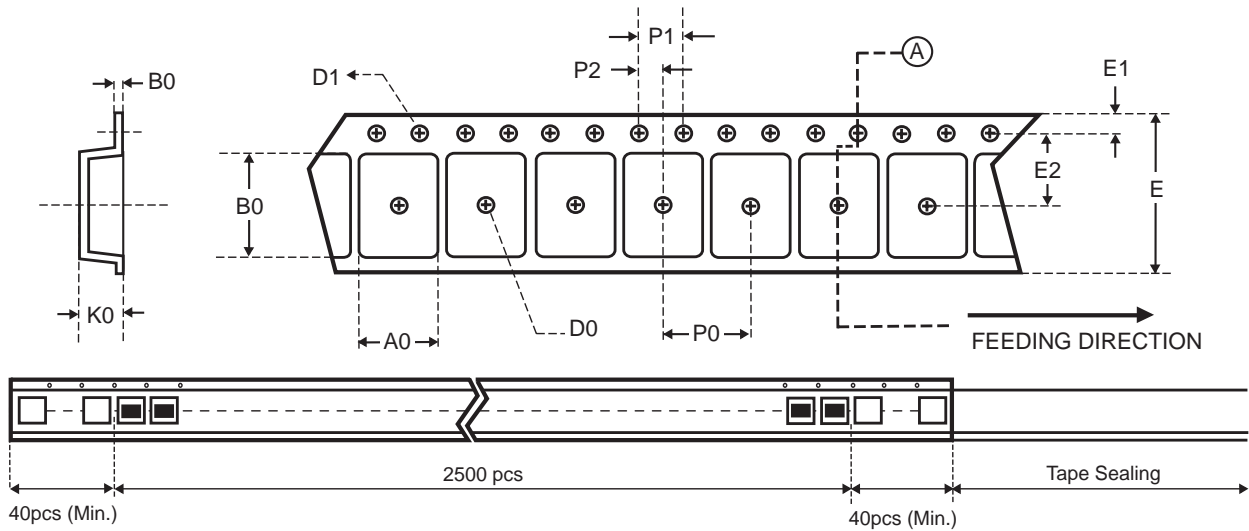 P1
A
B0
D1
P2
E1
B0
E2
E
K0
A0
D0
P0
FEEDING DIRECTION
2500 pcs
Tape Sealing
40pcs (Min.)
40pcs (Min.)